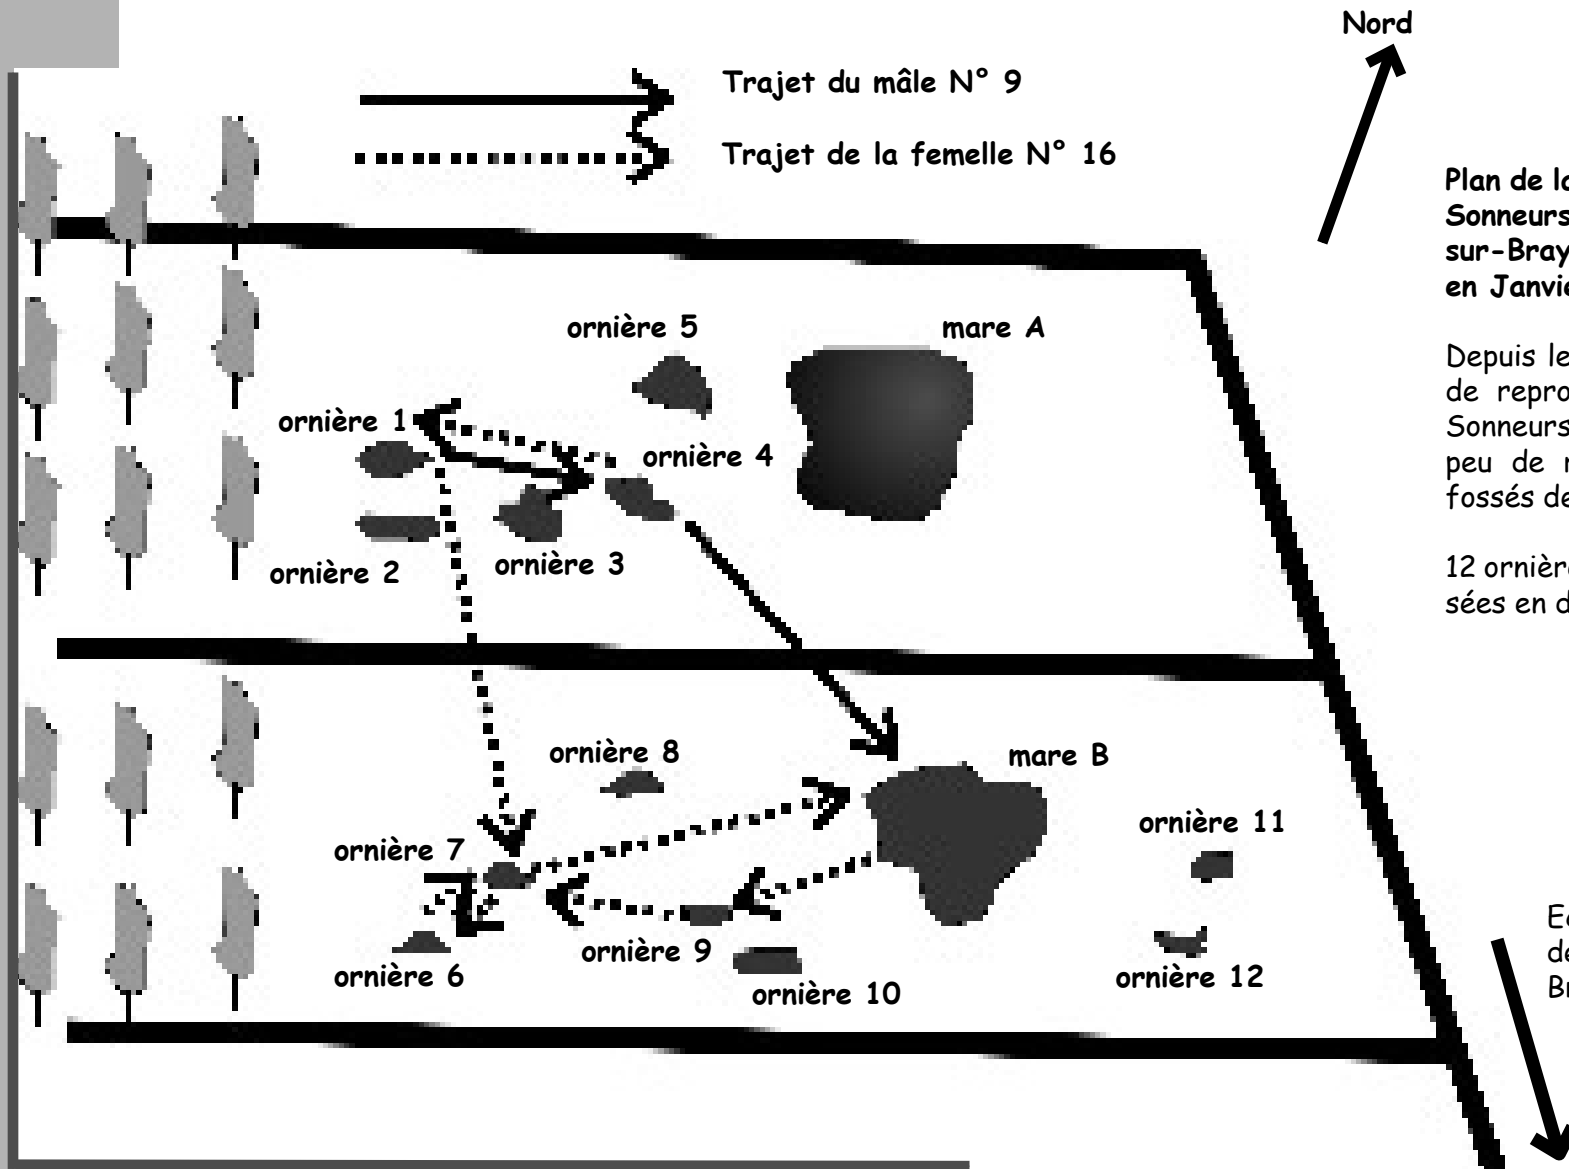 Nord
Trajet du mâle N° 9
Trajet de la femelle N° 16
Plan de la
Sonneurs
sur-Bray
en Janvie
ornière 5
mare A
Depuis le
de repro
Sonneurs
peu de r
fossés de
ornière 1
ornière 4
ornière 2
ornière 3
12 ornière
sées en d
ornière 8
mare B
ornière 11
ornière 7
ornière 9
ornière 6
ornière 10
ornière 12
de